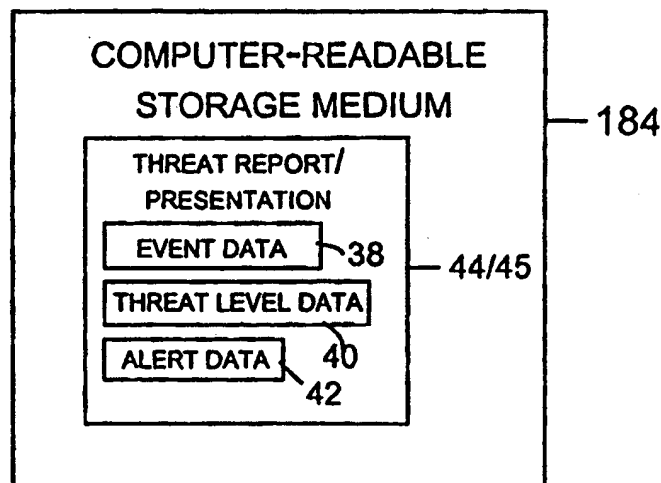 COMPUTER-READABLE
STORAGE MEDIUM
184
THREAT REPORT/
PRESENTATION
EVENT DATA
38
44/45
THREAT LEVEL DATA
40
ALERT DATA
42